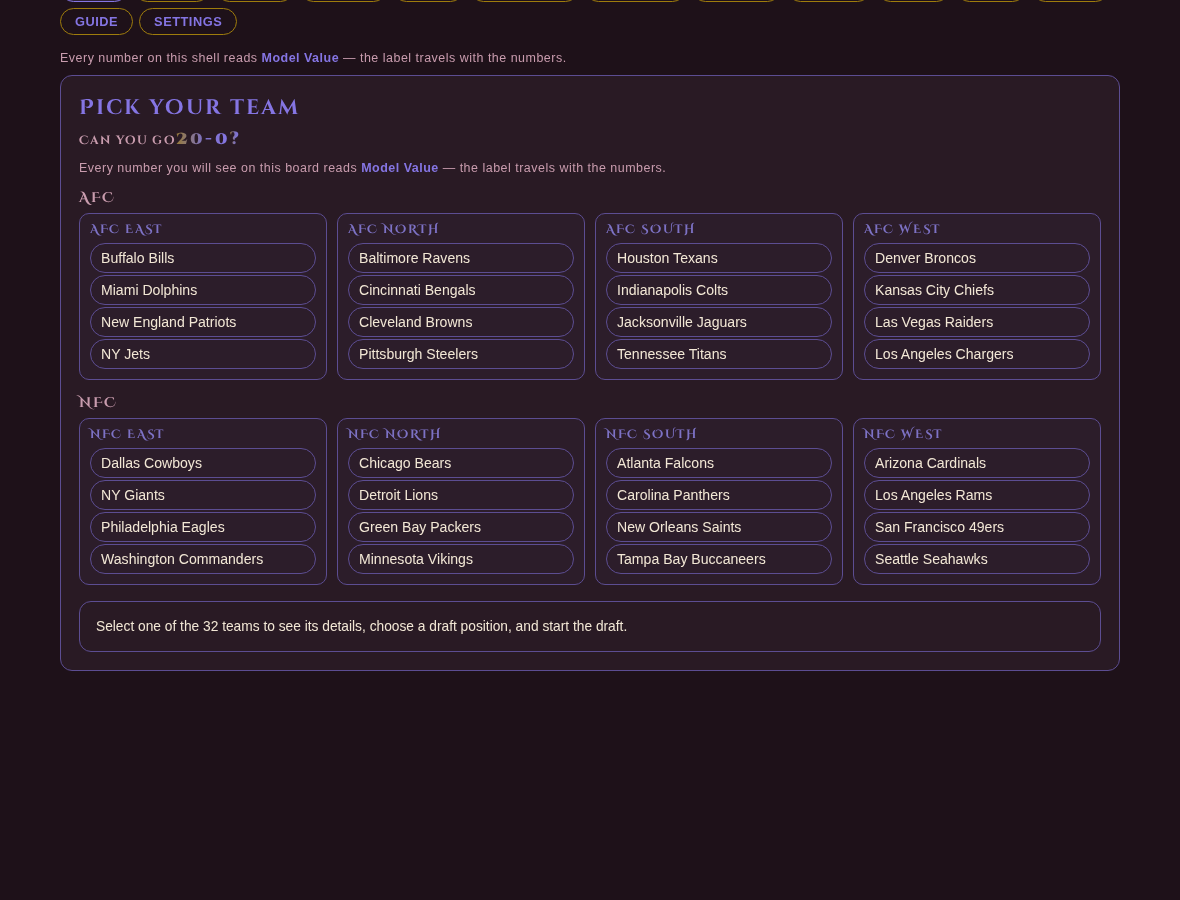 GUIDE SETTINGS
Every number on this shell reads Model Value — the label travels with the numbers.
PICK YOUR TEAM
CAN YOU GO 20-0?
Every number you will see on this board reads Model Value — the label travels with the numbers.
AFC
AFC EAST AFC NORTH AFC SOUTH AFC WEST
Buffalo Bills Baltimore Ravens Houston Texans Denver Broncos
Miami Dolphins Cincinnati Bengals Indianapolis Colts Kansas City Chiefs
New England Patriots Cleveland Browns Jacksonville Jaguars Las Vegas Raiders
NY Jets Pittsburgh Steelers Tennessee Titans Los Angeles Chargers
NFC
NFC EAST NFC NORTH NFC SOUTH NFC WEST
Dallas Cowboys Chicago Bears Atlanta Falcons Arizona Cardinals
NY Giants Detroit Lions Carolina Panthers Los Angeles Rams
Philadelphia Eagles Green Bay Packers New Orleans Saints San Francisco 49ers
Washington Commanders Minnesota Vikings Tampa Bay Buccaneers Seattle Seahawks
Select one of the 32 teams to see its details, choose a draft position, and start the draft.